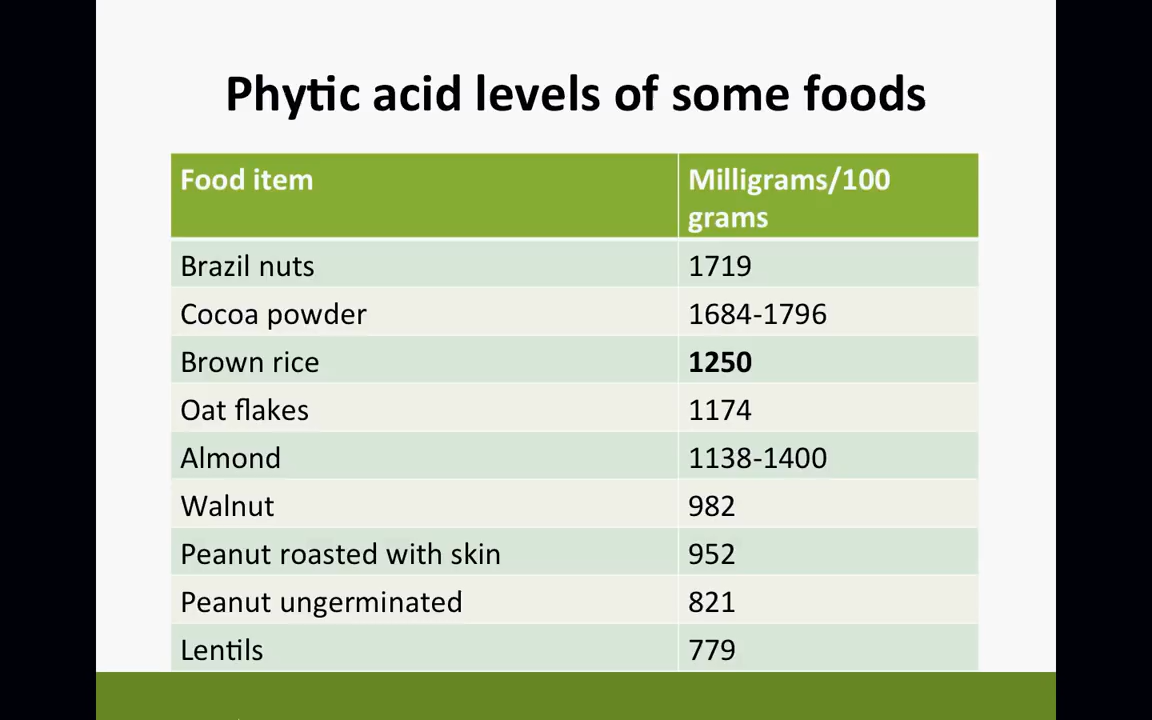 Phytic acid levels of some foods
Food item Milligrams/100
grams
Brazil nuts 1719
Cocoa powder 1684-1796
Brown rice 1250
Oat flakes 1174
Almond 1138-1400
Walnut 982
Peanut roasted with skin 952
Peanut ungerminated 821
Lentils 779